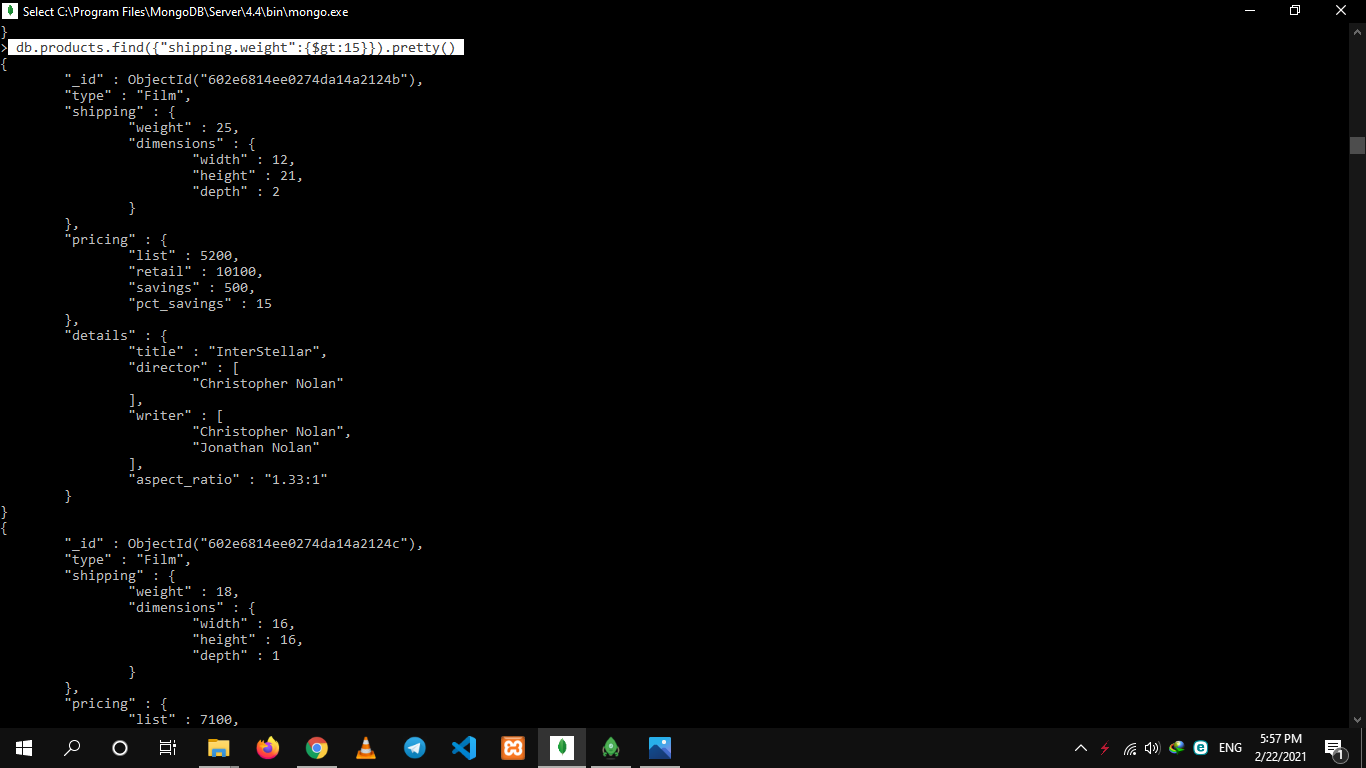 Select C:\Program Files\MongoDB\Server\4.4\bin\mongo.exe
}
> db.products.find({"shipping.weight":{$gt:15}}).pretty()
{
"_id" : ObjectId("602e6814ee0274da14a2124b"),
"type" : "Film",
"shipping" : {
"weight" : 25,
"dimensions" : {
"width" : 12,
"height" : 21,
"depth" : 2
}
},
"pricing" : {
"list" : 5200,
"retail" : 10100,
"savings" : 500,
"pct_savings" : 15
},
"details" : {
"title" : "InterStellar",
"director" : [
"Christopher Nolan"
],
"writer" : [
"Christopher Nolan",
"Jonathan Nolan"
],
"aspect_ratio" : "1.33:1"
}
}
{
"_id" : ObjectId("602e6814ee0274da14a2124c"),
"type" : "Film",
"shipping" : {
"weight" : 18,
"dimensions" : {
"width" : 16,
"height" : 16,
"depth" : 1
}
},
"pricing" : {
"list" : 7100,
ENG
5:57 PM
2/22/2021
1